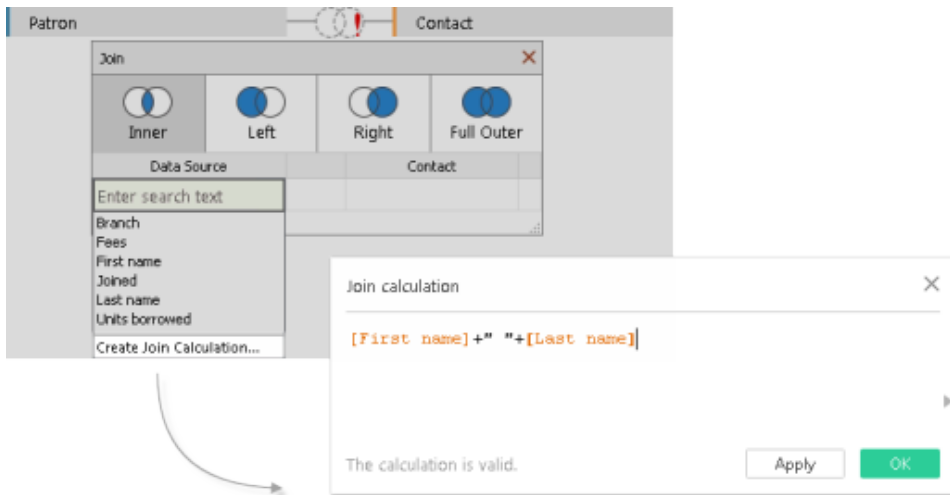 Patron
Contact
Join
Inner
Left
Right
Full Outer
Data Source
Contact
Enter search text
Branch
Fees
First name
Joined
Last name
Units borrowed
Create Join Calculation...
Join calculation
[First name]+" "+[Last name]
The calculation is valid.
Apply
OK